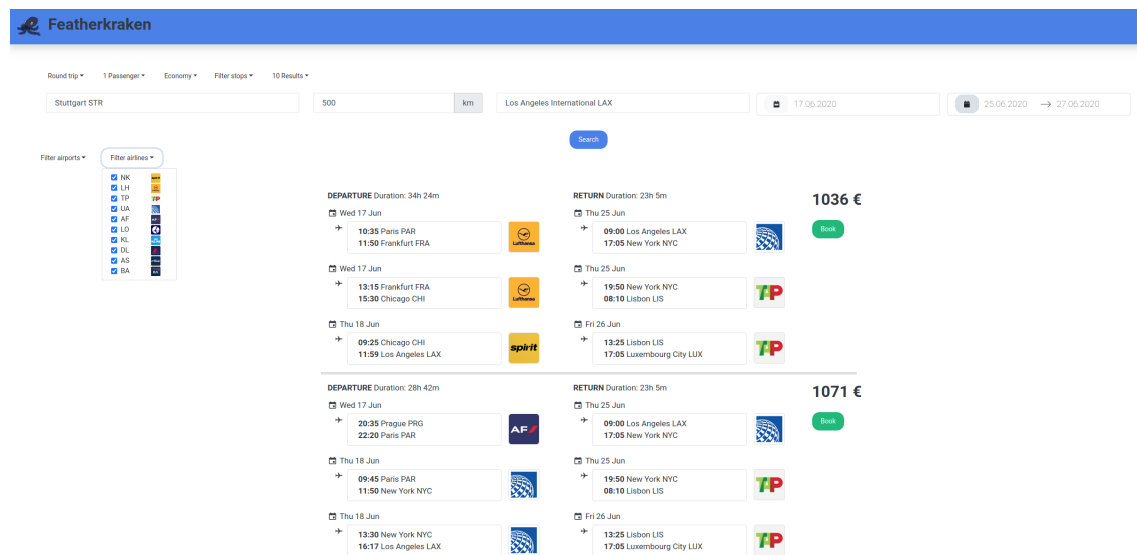 Featherkraken
Round trip 1 Passenger Economy Filter stops 10 Results
Stuttgart STR 500 km Los Angeles International LAX 17.06.2020 25.06.2020 → 27.06.2020
Search
Filter airports Filter airlines
NK
LH
TP
UA
AF
LO
KL
DL
AS
BA
DEPARTURE Duration: 34h 24m RETURN Duration: 23h 5m 1036 €
Wed 17 Jun Thu 25 Jun
10:35 Paris PAR 09:00 Los Angeles LAX Book
11:50 Frankfurt FRA 17:05 New York NYC
Lufthansa
Wed 17 Jun Thu 25 Jun
13:15 Frankfurt FRA 19:50 New York NYC
15:30 Chicago CHI 08:10 Lisbon LIS
Lufthansa TAP
Thu 18 Jun Fri 26 Jun
09:25 Chicago CHI 13:25 Lisbon LIS
11:59 Los Angeles LAX 17:05 Luxembourg City LUX
spirit TAP
DEPARTURE Duration: 28h 42m RETURN Duration: 23h 5m 1071 €
Wed 17 Jun Thu 25 Jun
20:35 Prague PRG 09:00 Los Angeles LAX Book
22:20 Paris PAR 17:05 New York NYC
AF
Thu 18 Jun Thu 25 Jun
09:45 Paris PAR 19:50 New York NYC
11:50 New York NYC 08:10 Lisbon LIS
TAP
Thu 18 Jun Fri 26 Jun
13:30 New York NYC 13:25 Lisbon LIS
16:17 Los Angeles LAX 17:05 Luxembourg City LUX
TAP